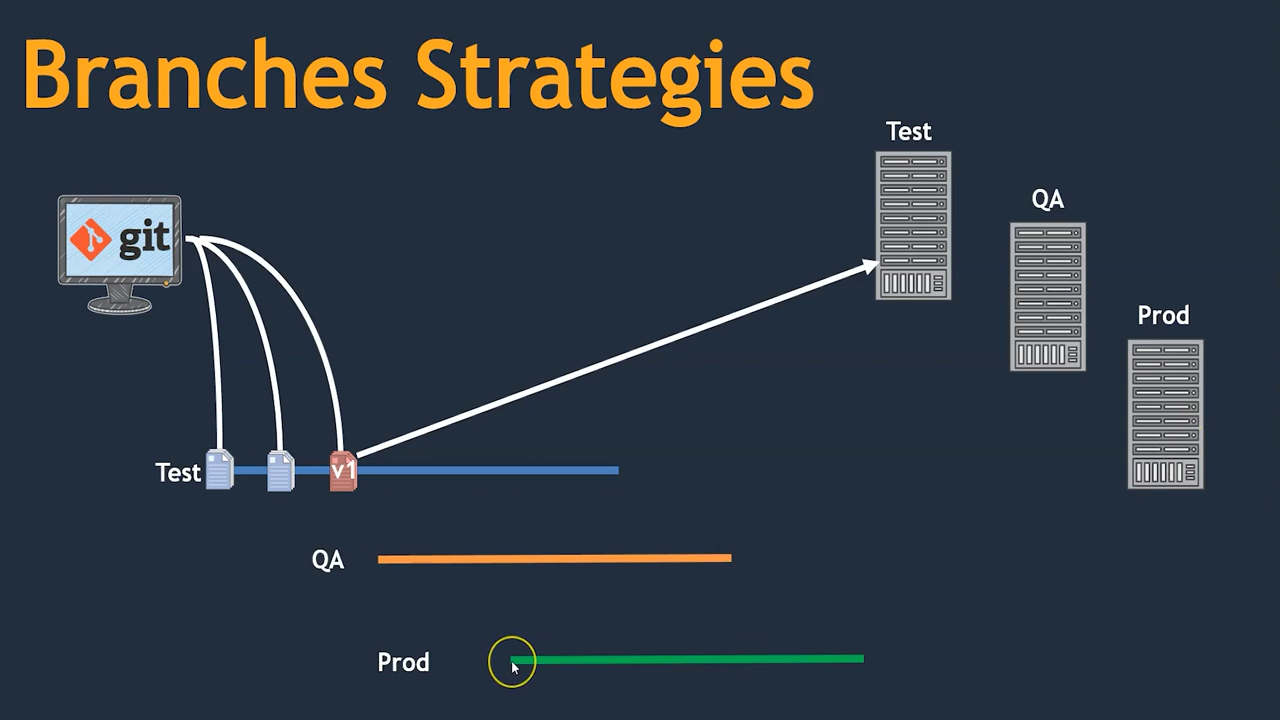 Branches Strategies
Test
QA
git
Prod
Test
v1
QA
Prod